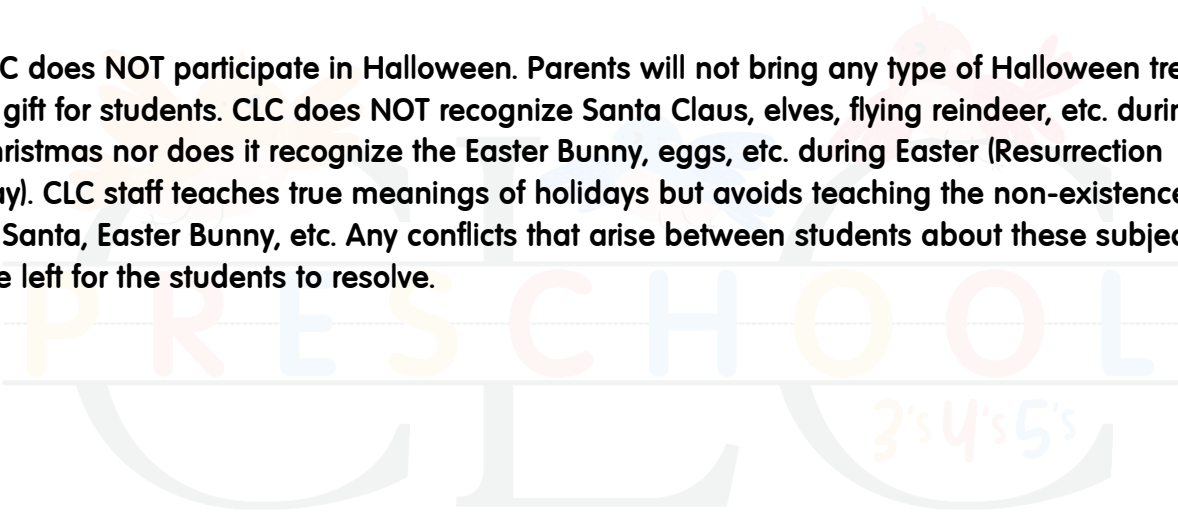 C does NOT participate in Halloween. Parents will not bring any type of Halloween tre
gift for students. CLC does NOT recognize Santa Claus, elves, flying reindeer, etc. durin
hristmas nor does it recognize the Easter Bunny, eggs, etc. during Easter (Resurrection
ay). CLC staff teaches true meanings of holidays but avoids teaching the non-existence
Santa, Easter Bunny, etc. Any conflicts that arise between students about these subjec
e left for the students to resolve.
PRESCHOOL
CLC
3's 4's 5's